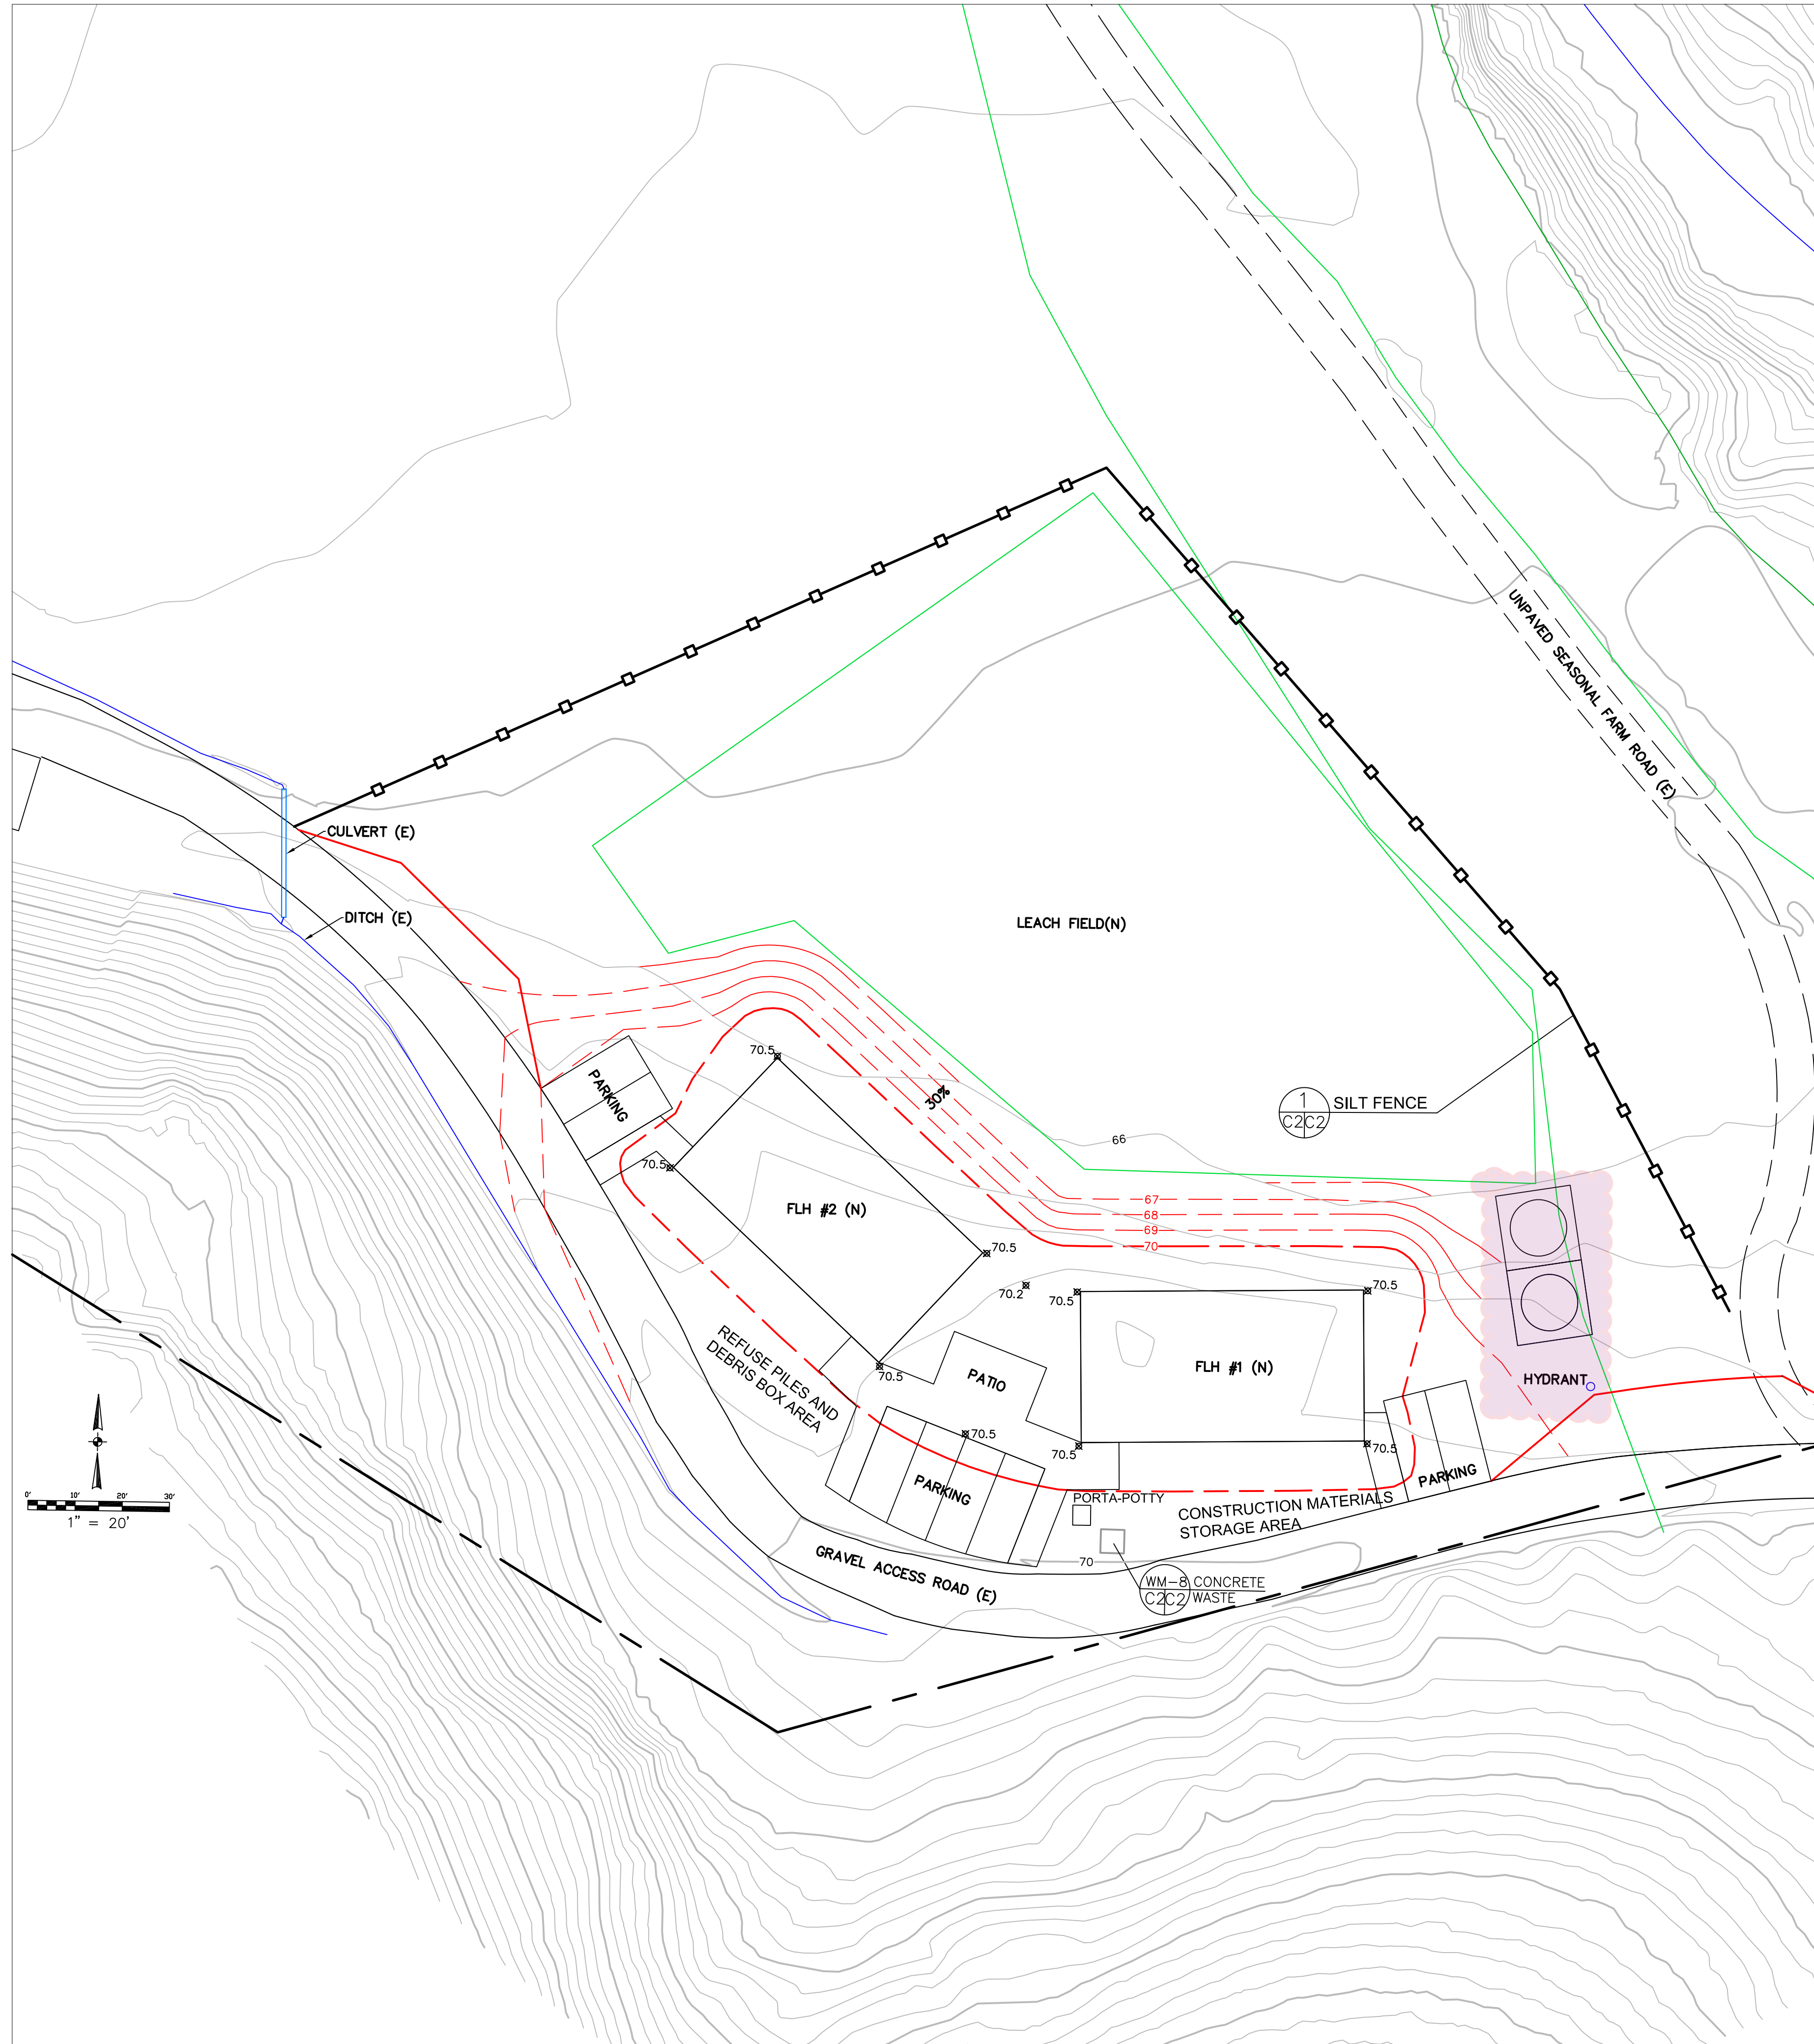 UNPAVED SEASONAL FARM ROAD (E)
CULVERT (E)
DITCH (E)
LEACH FIELD(N)
70.5
PARKING
30%
1
C2 C2
SILT FENCE
66
70.5
67
68
69
70
FLH #2 (N)
70.5
70.2
70.5
70.5
REFUSE PILES AND
DEBRIS BOX AREA
70.5
PATIO
FLH #1 (N)
HYDRANT
70.5
70.5
70.5
PARKING
PARKING
PORTA-POTTY
CONSTRUCTION MATERIALS
STORAGE AREA
0' 10' 20' 30'
1" = 20'
GRAVEL ACCESS ROAD (E)
70
WM-8 CONCRETE
C2 C2 WASTE